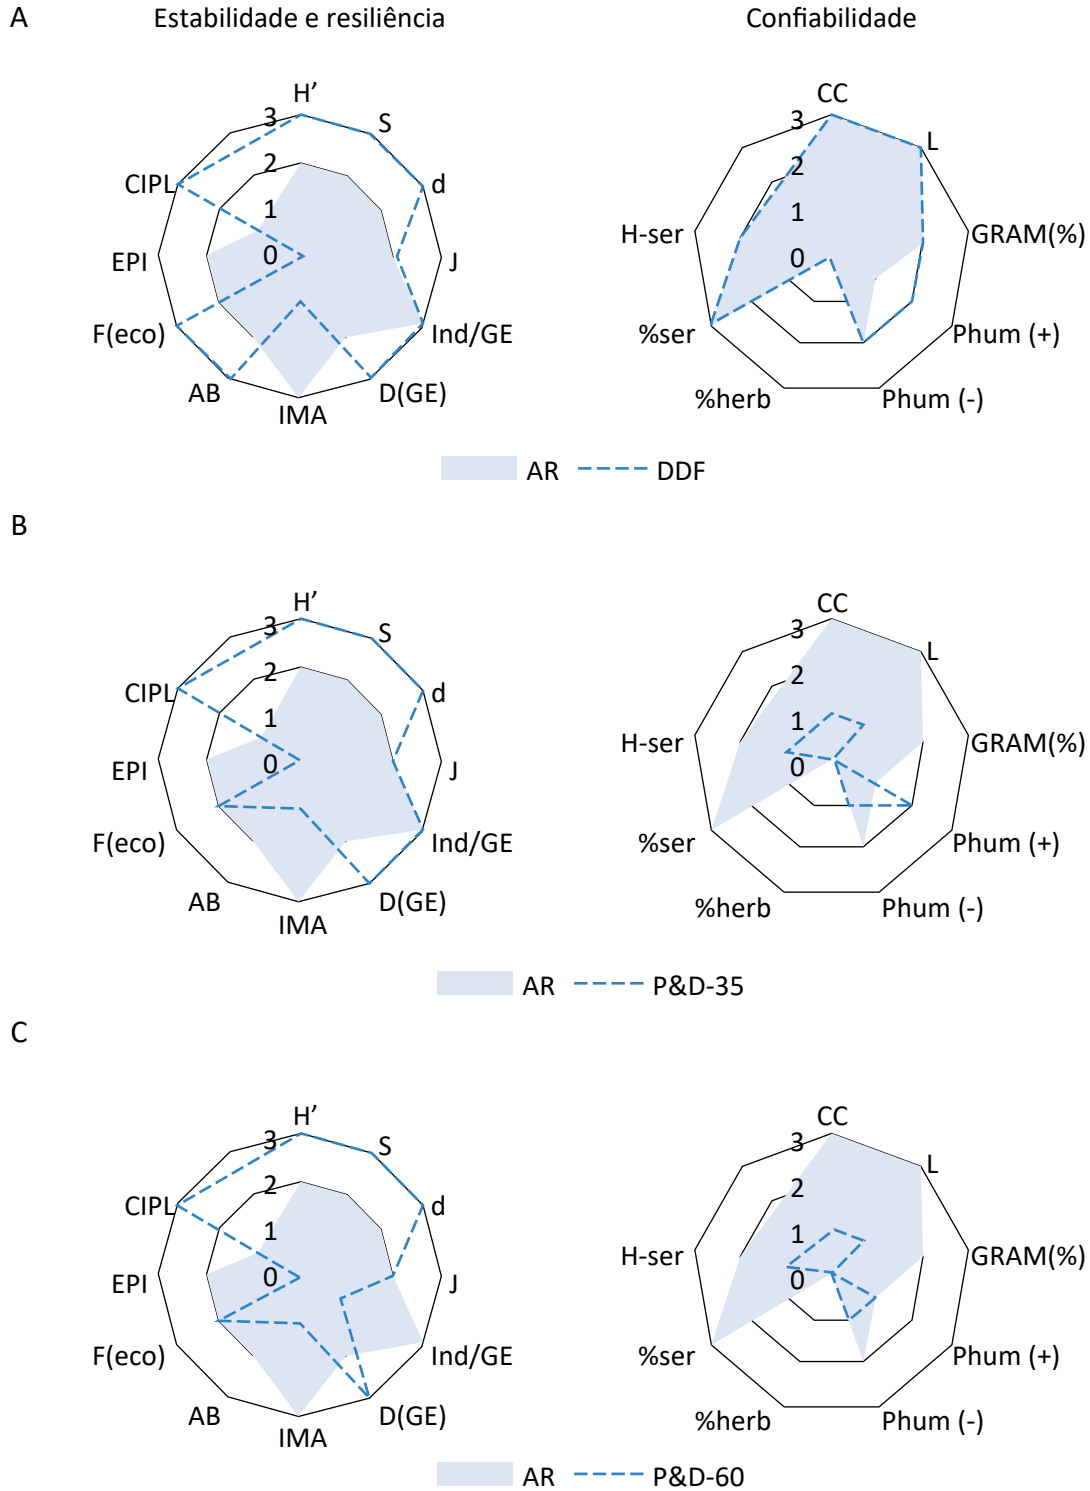 A
Estabilidade e resiliência
Confiabilidade
H’
S
d
J
Ind/GE
D(GE)
IMA
AB
F(eco)
EPI
CIPL
3
2
1
0
CC
L
GRAM(%)
Phum (+)
Phum (-)
%herb
%ser
H-ser
3
2
1
0
AR
DDF
B
H’
S
d
J
Ind/GE
D(GE)
IMA
AB
F(eco)
EPI
CIPL
3
2
1
0
CC
L
GRAM(%)
Phum (+)
Phum (-)
%herb
%ser
H-ser
3
2
1
0
AR
P&D-35
C
H’
S
d
J
Ind/GE
D(GE)
IMA
AB
F(eco)
EPI
CIPL
3
2
1
0
CC
L
GRAM(%)
Phum (+)
Phum (-)
%herb
%ser
H-ser
3
2
1
0
AR
P&D-60